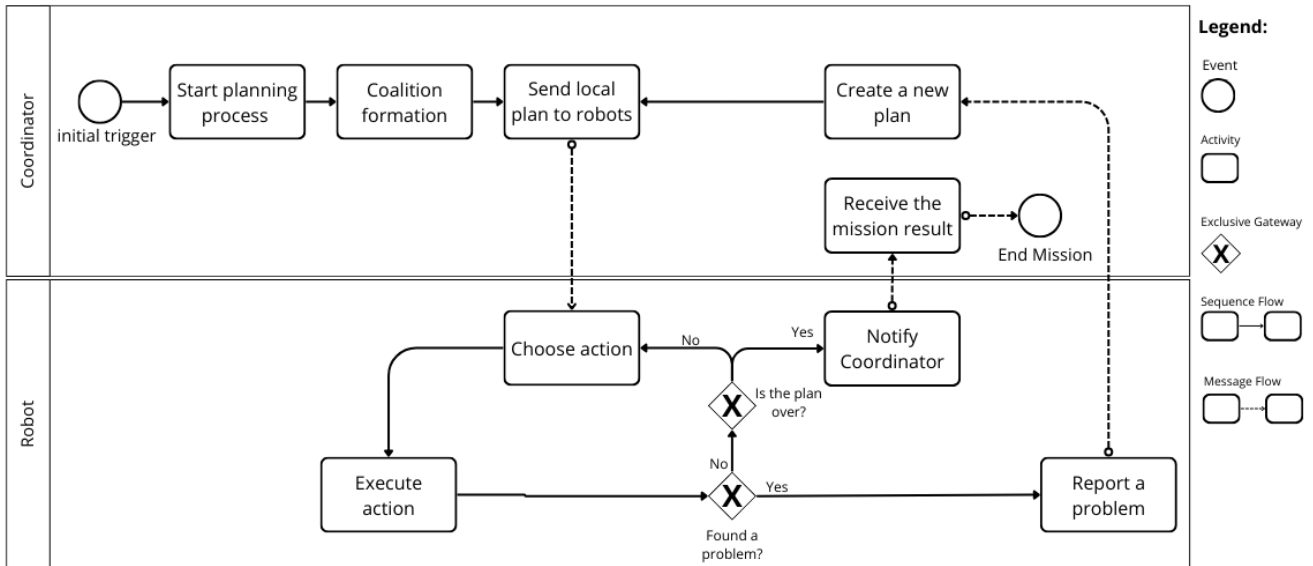 Coordinator
initial trigger
Start planning
process
Coalition
formation
Send local
plan to robots
Create a new
plan
Receive the
mission result
End Mission
Robot
Choose action
No
Yes
Notify
Coordinator
Is the plan
over?
Execute
action
No
Yes
Found a
problem?
Report a
problem
Legend:
Event
Activity
Exclusive Gateway
X
Sequence Flow
Message Flow
X
X